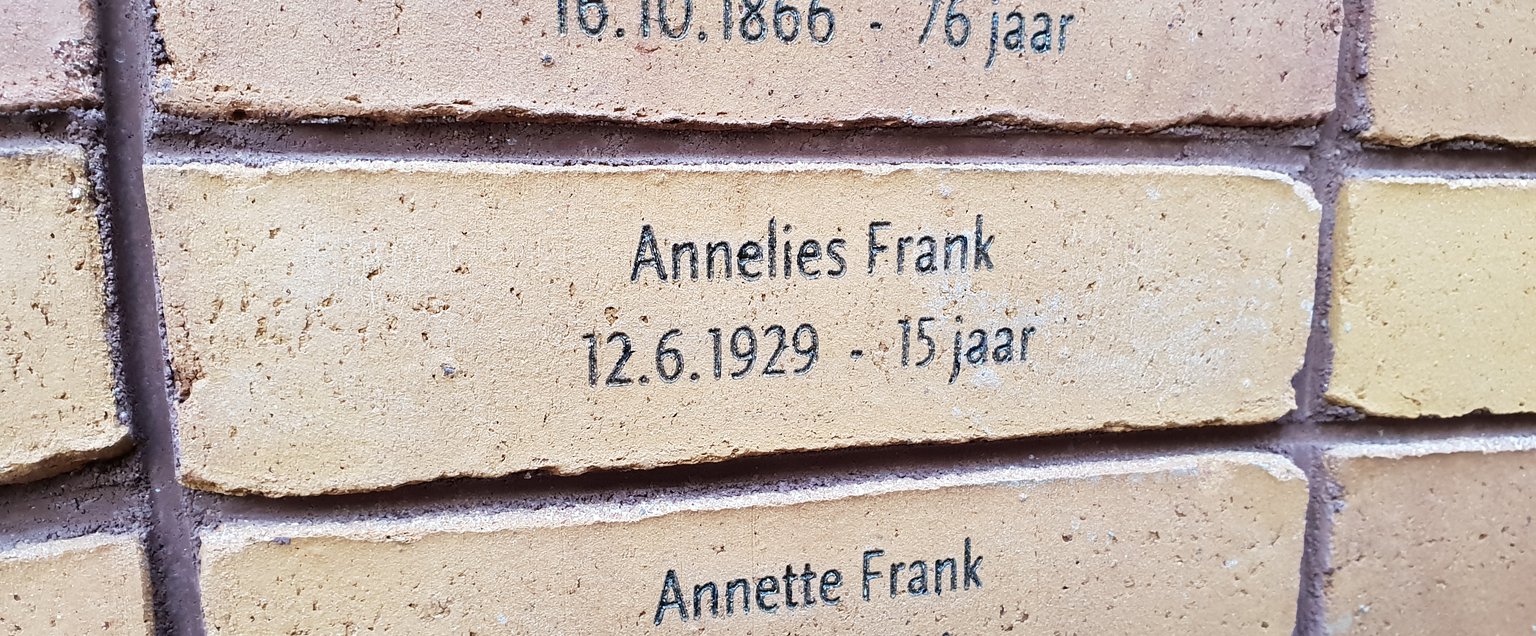 16.10.1866 - 76 jaar
Annelies Frank
12.6.1929 - 15 jaar
Annette Frank